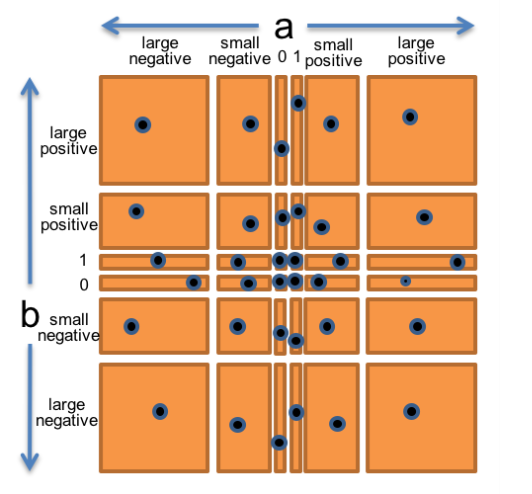 a
large
negative
small
negative
0 1
small
positive
large
positive
large
positive
small
positive
1
0
b
small
negative
large
negative